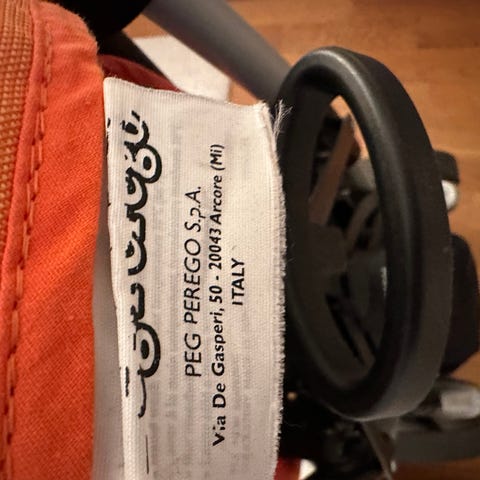 PEG PEREGO S.p.A.
Via De Gasperi, 50 - 20043 Arcore (Mi)
ITALY